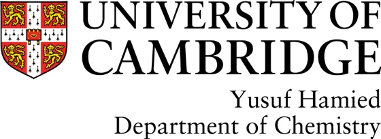 UNIVERSITY OF
CAMBRIDGE
Yusuf Hamied
Department of Chemistry